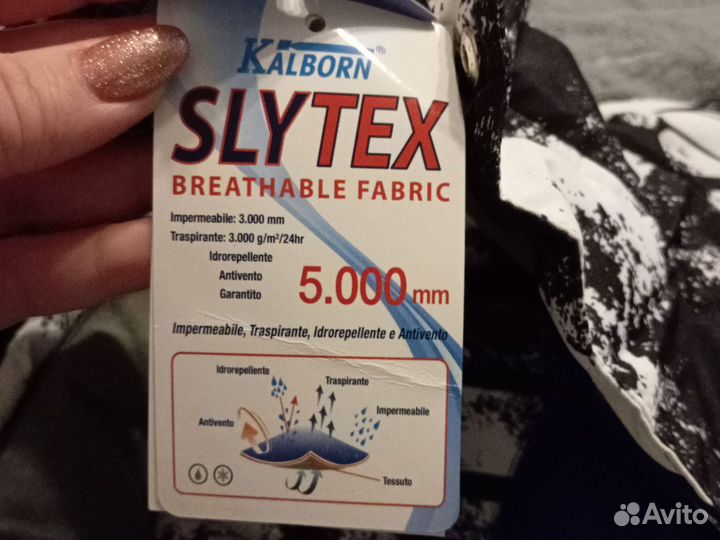 KALBORN®
SLYTEX
BREATHABLE FABRIC
Impermeabile: 3.000 mm
Traspirante: 3.000 g/m²/24hr
Idrorepellente
Antivento
Garantito
5.000 mm
Impermeabile, Traspirante, Idrorepellente e Antivento
Idrorepellente
Traspirante
Antivento
Impermeabile
Tessuto
Avito